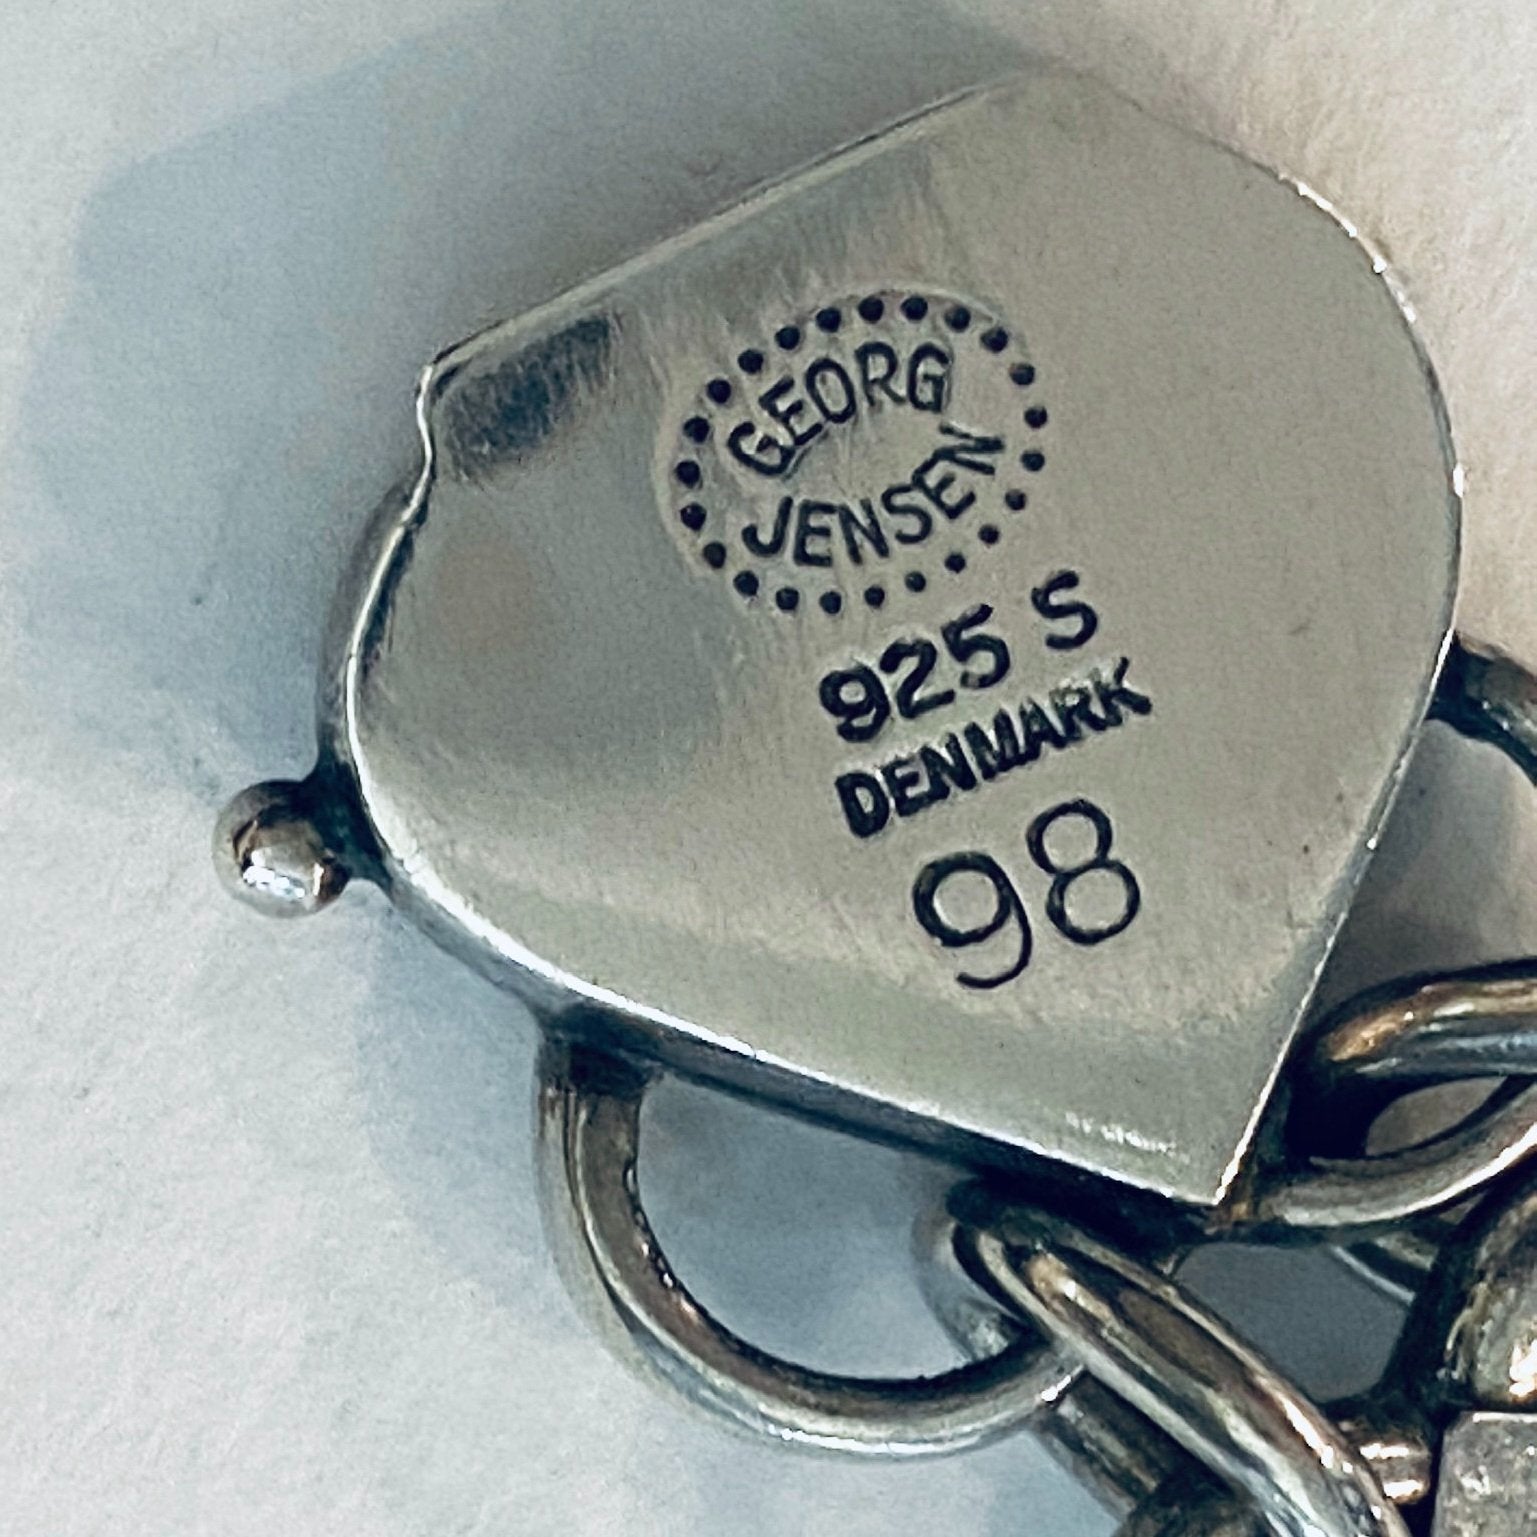 GEORG
JENSEN
925 S
DENMARK
98